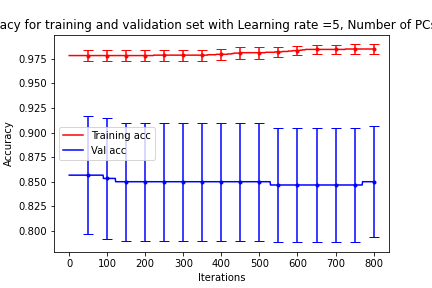 acy for training and validation set with Learning rate =5, Number of PCs
0.975
0.950
0.925
0.900
0.875
0.850
0.825
0.800
Accuracy
Training acc
Val acc
0 100 200 300 400 500 600 700 800
Iterations